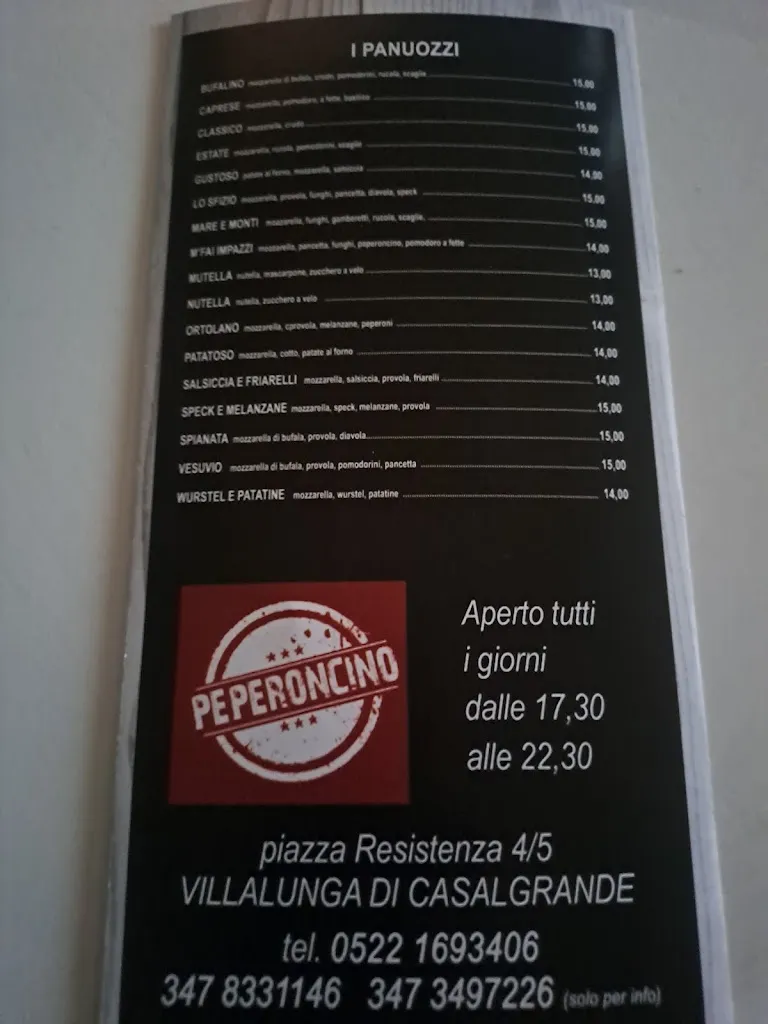 I PANUOZZI
BUFALINO mozzarella di bufala, crudo, pomodorini, rucola, scaglie 15,00
CAPRESE mozzarella, pomodoro, a fette, basilico 15,00
CLASSICO mozzarella, crudo 15,00
ESTATE mozzarella, rucola, pomodorini, scaglie 15,00
GUSTOSO patate al forno, mozzarella, salsiccia 14,00
LO SFIZIO mozzarella, provola, funghi, pancetta, diavola, speck 15,00
MARE E MONTI mozzarella, funghi, gamberetti, rucola, scaglie, 15,00
M'FAI IMPAZZI mozzarella, pancetta, funghi, peperoncino, pomodoro a fette 14,00
MUTELLA nutella, mascarpone, zucchero a velo 13,00
NUTELLA nutella, zucchero a velo 13,00
ORTOLANO mozzarella, cprovola, melanzane, peperoni 14,00
PATATOSO mozzarella, cotto, patate al forno 14,00
SALSICCIA E FRIARELLI mozzarella, salsiccia, provola, friarelli 14,00
SPECK E MELANZANE mozzarella, speck, melanzane, provola 15,00
SPIANATA mozzarella di bufala, provola, diavola 15,00
VESUVIO mozzarella di bufala, provola, pomodorini, pancetta 15,00
WURSTEL E PATATINE mozzarella, wurstel, patatine 14,00
PEPERONCINO
Aperto tutti
i giorni
dalle 17,30
alle 22,30
piazza Resistenza 4/5
VILLALUNGA DI CASALGRANDE
tel. 0522 1693406
347 8331146 347 3497226 (solo per info)